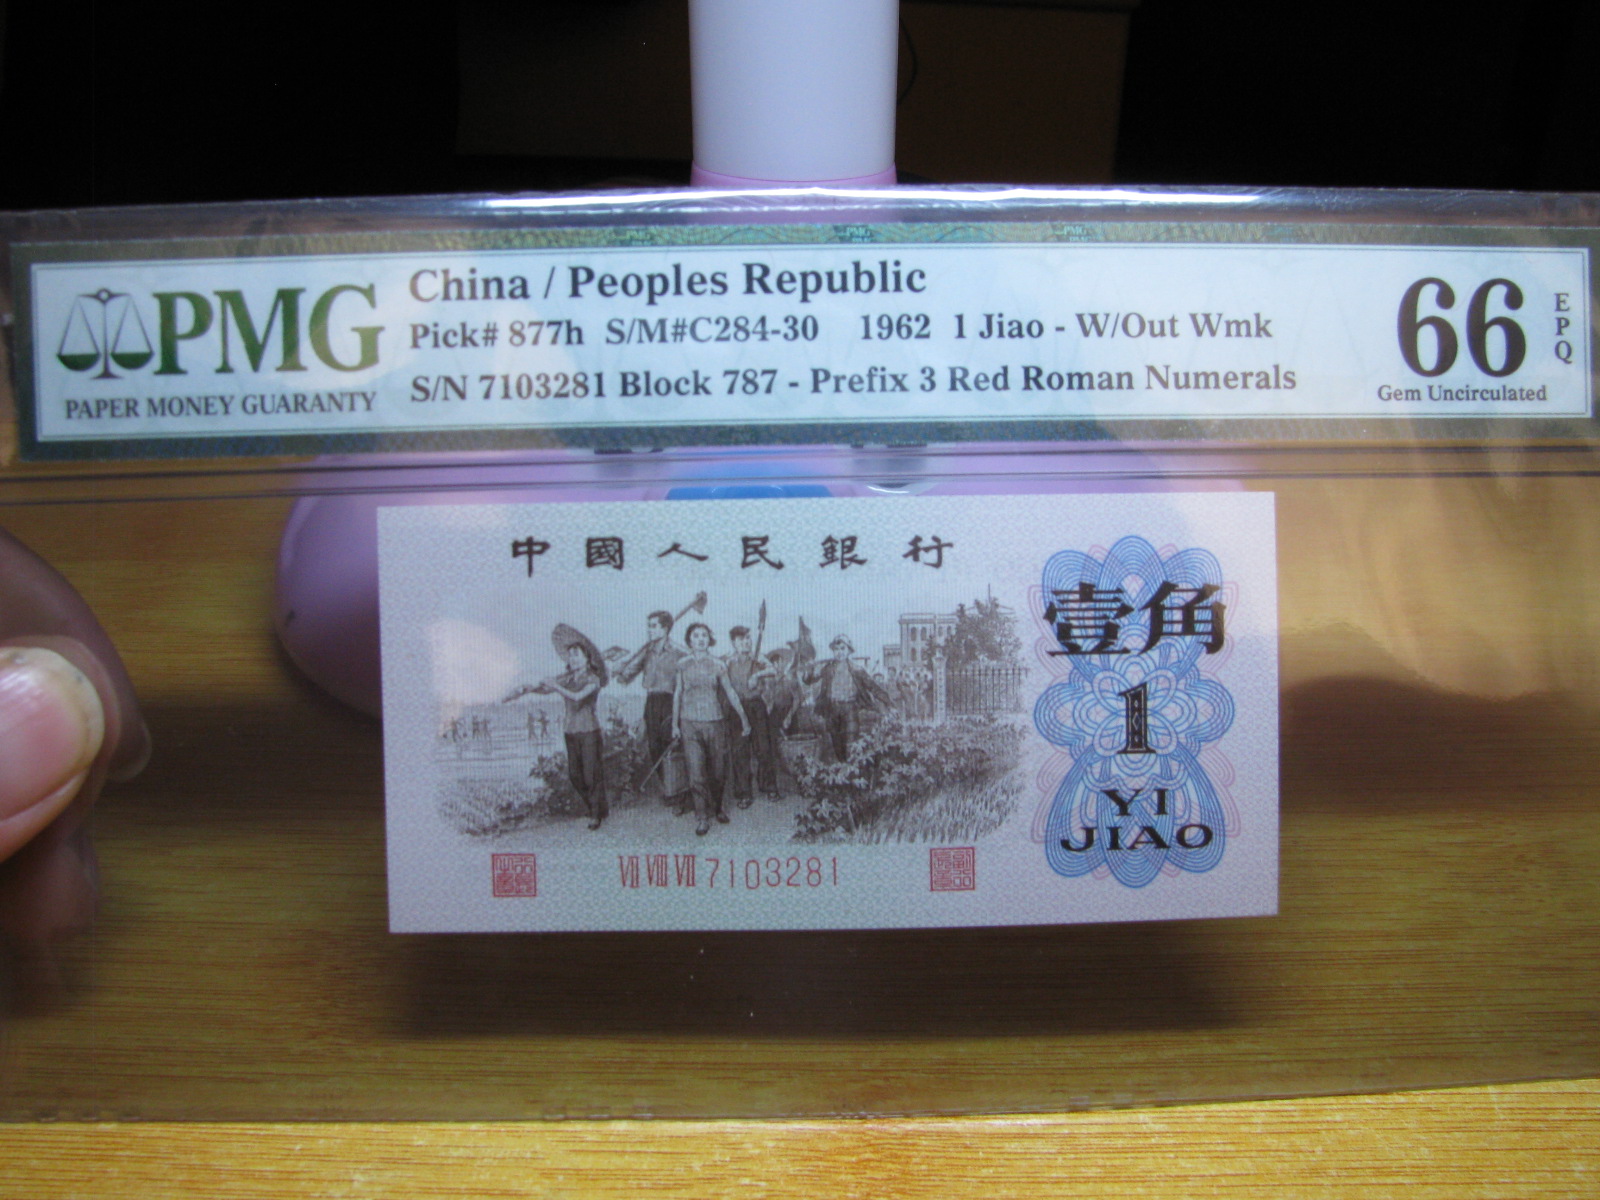 PMG
PAPER MONEY GUARANTY
China / Peoples Republic
Pick# 877h S/M#C284-30 1962 1 Jiao - W/Out Wmk
S/N 7103281 Block 787 - Prefix 3 Red Roman Numerals
66
EPQ
Gem Uncirculated
中國人民銀行
壹角
1
YI
JIAO
VII VIII VII 7103281